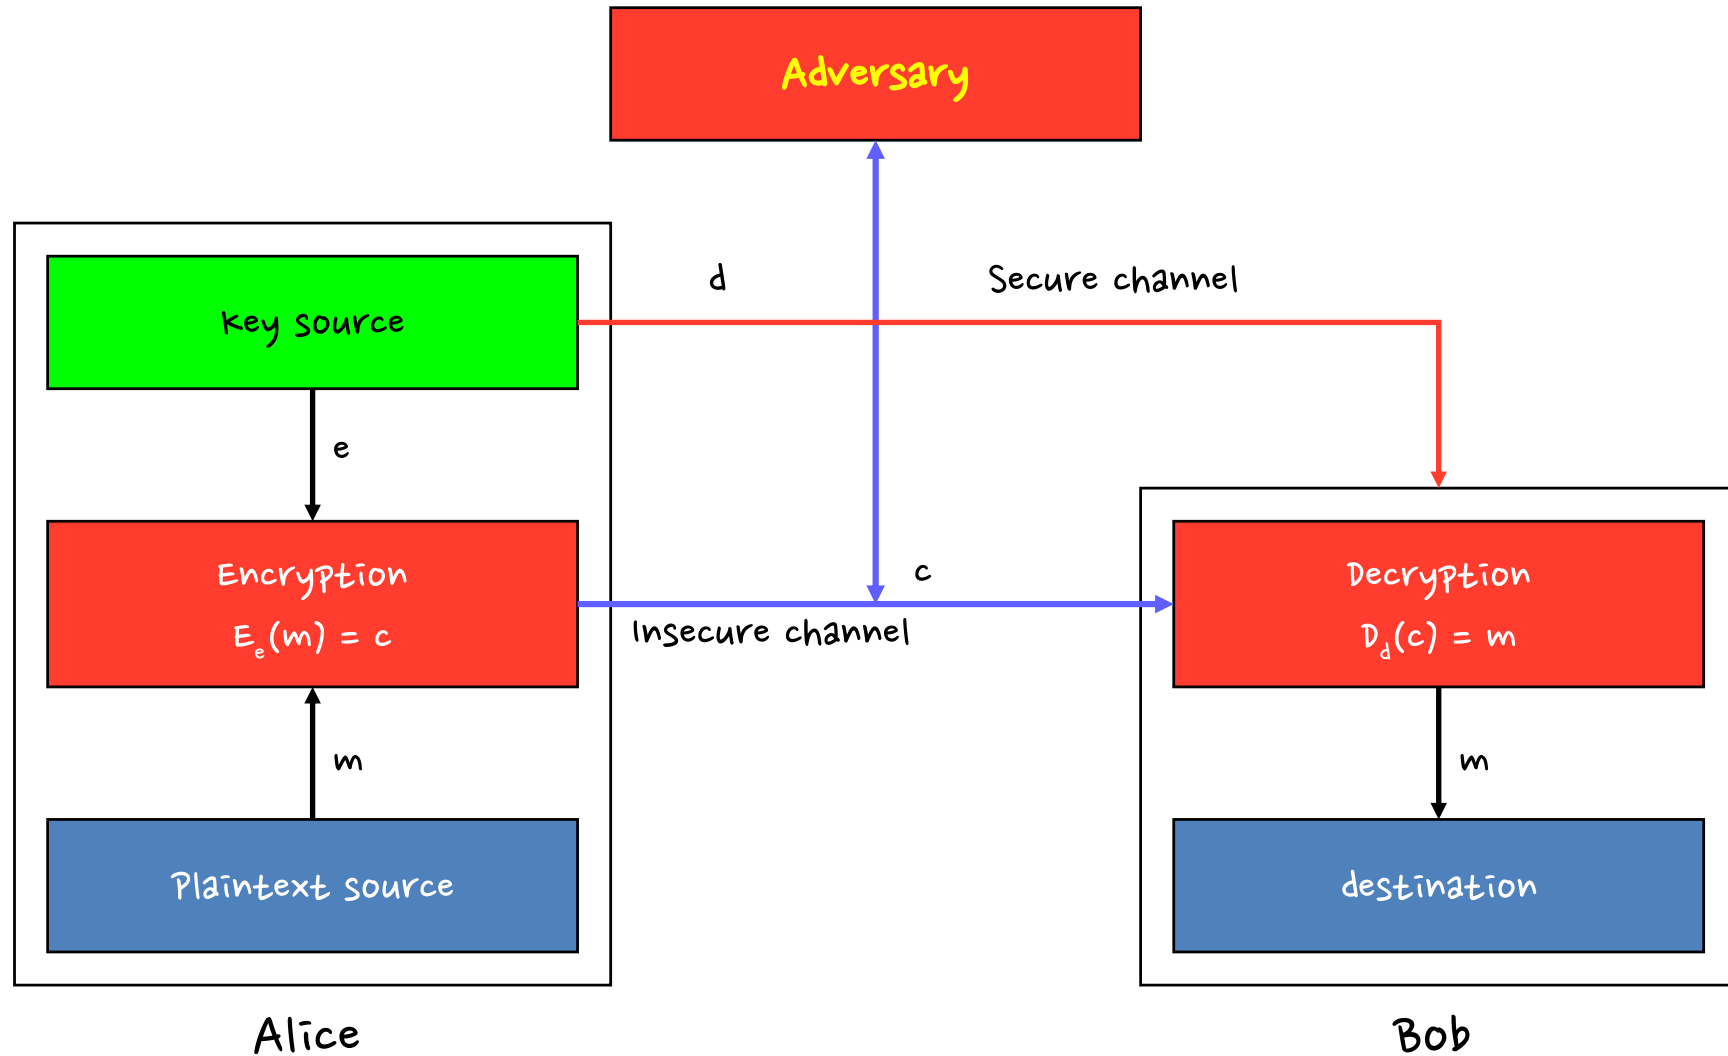 Adversary
d
Secure channel
Key source
e
Encryption
Ee(m) = c
c
Insecure channel
Decryption
Dd(c) = m
m
m
Plaintext source
destination
Alice
Bob